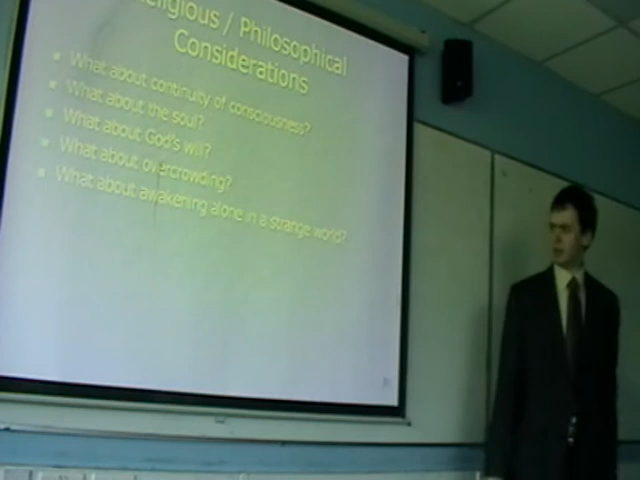 Religious / Philosophical
Considerations
What about continuity of consciousness?
What about the soul?
What about God's will?
What about overcrowding?
What about awakening alone in a strange world?